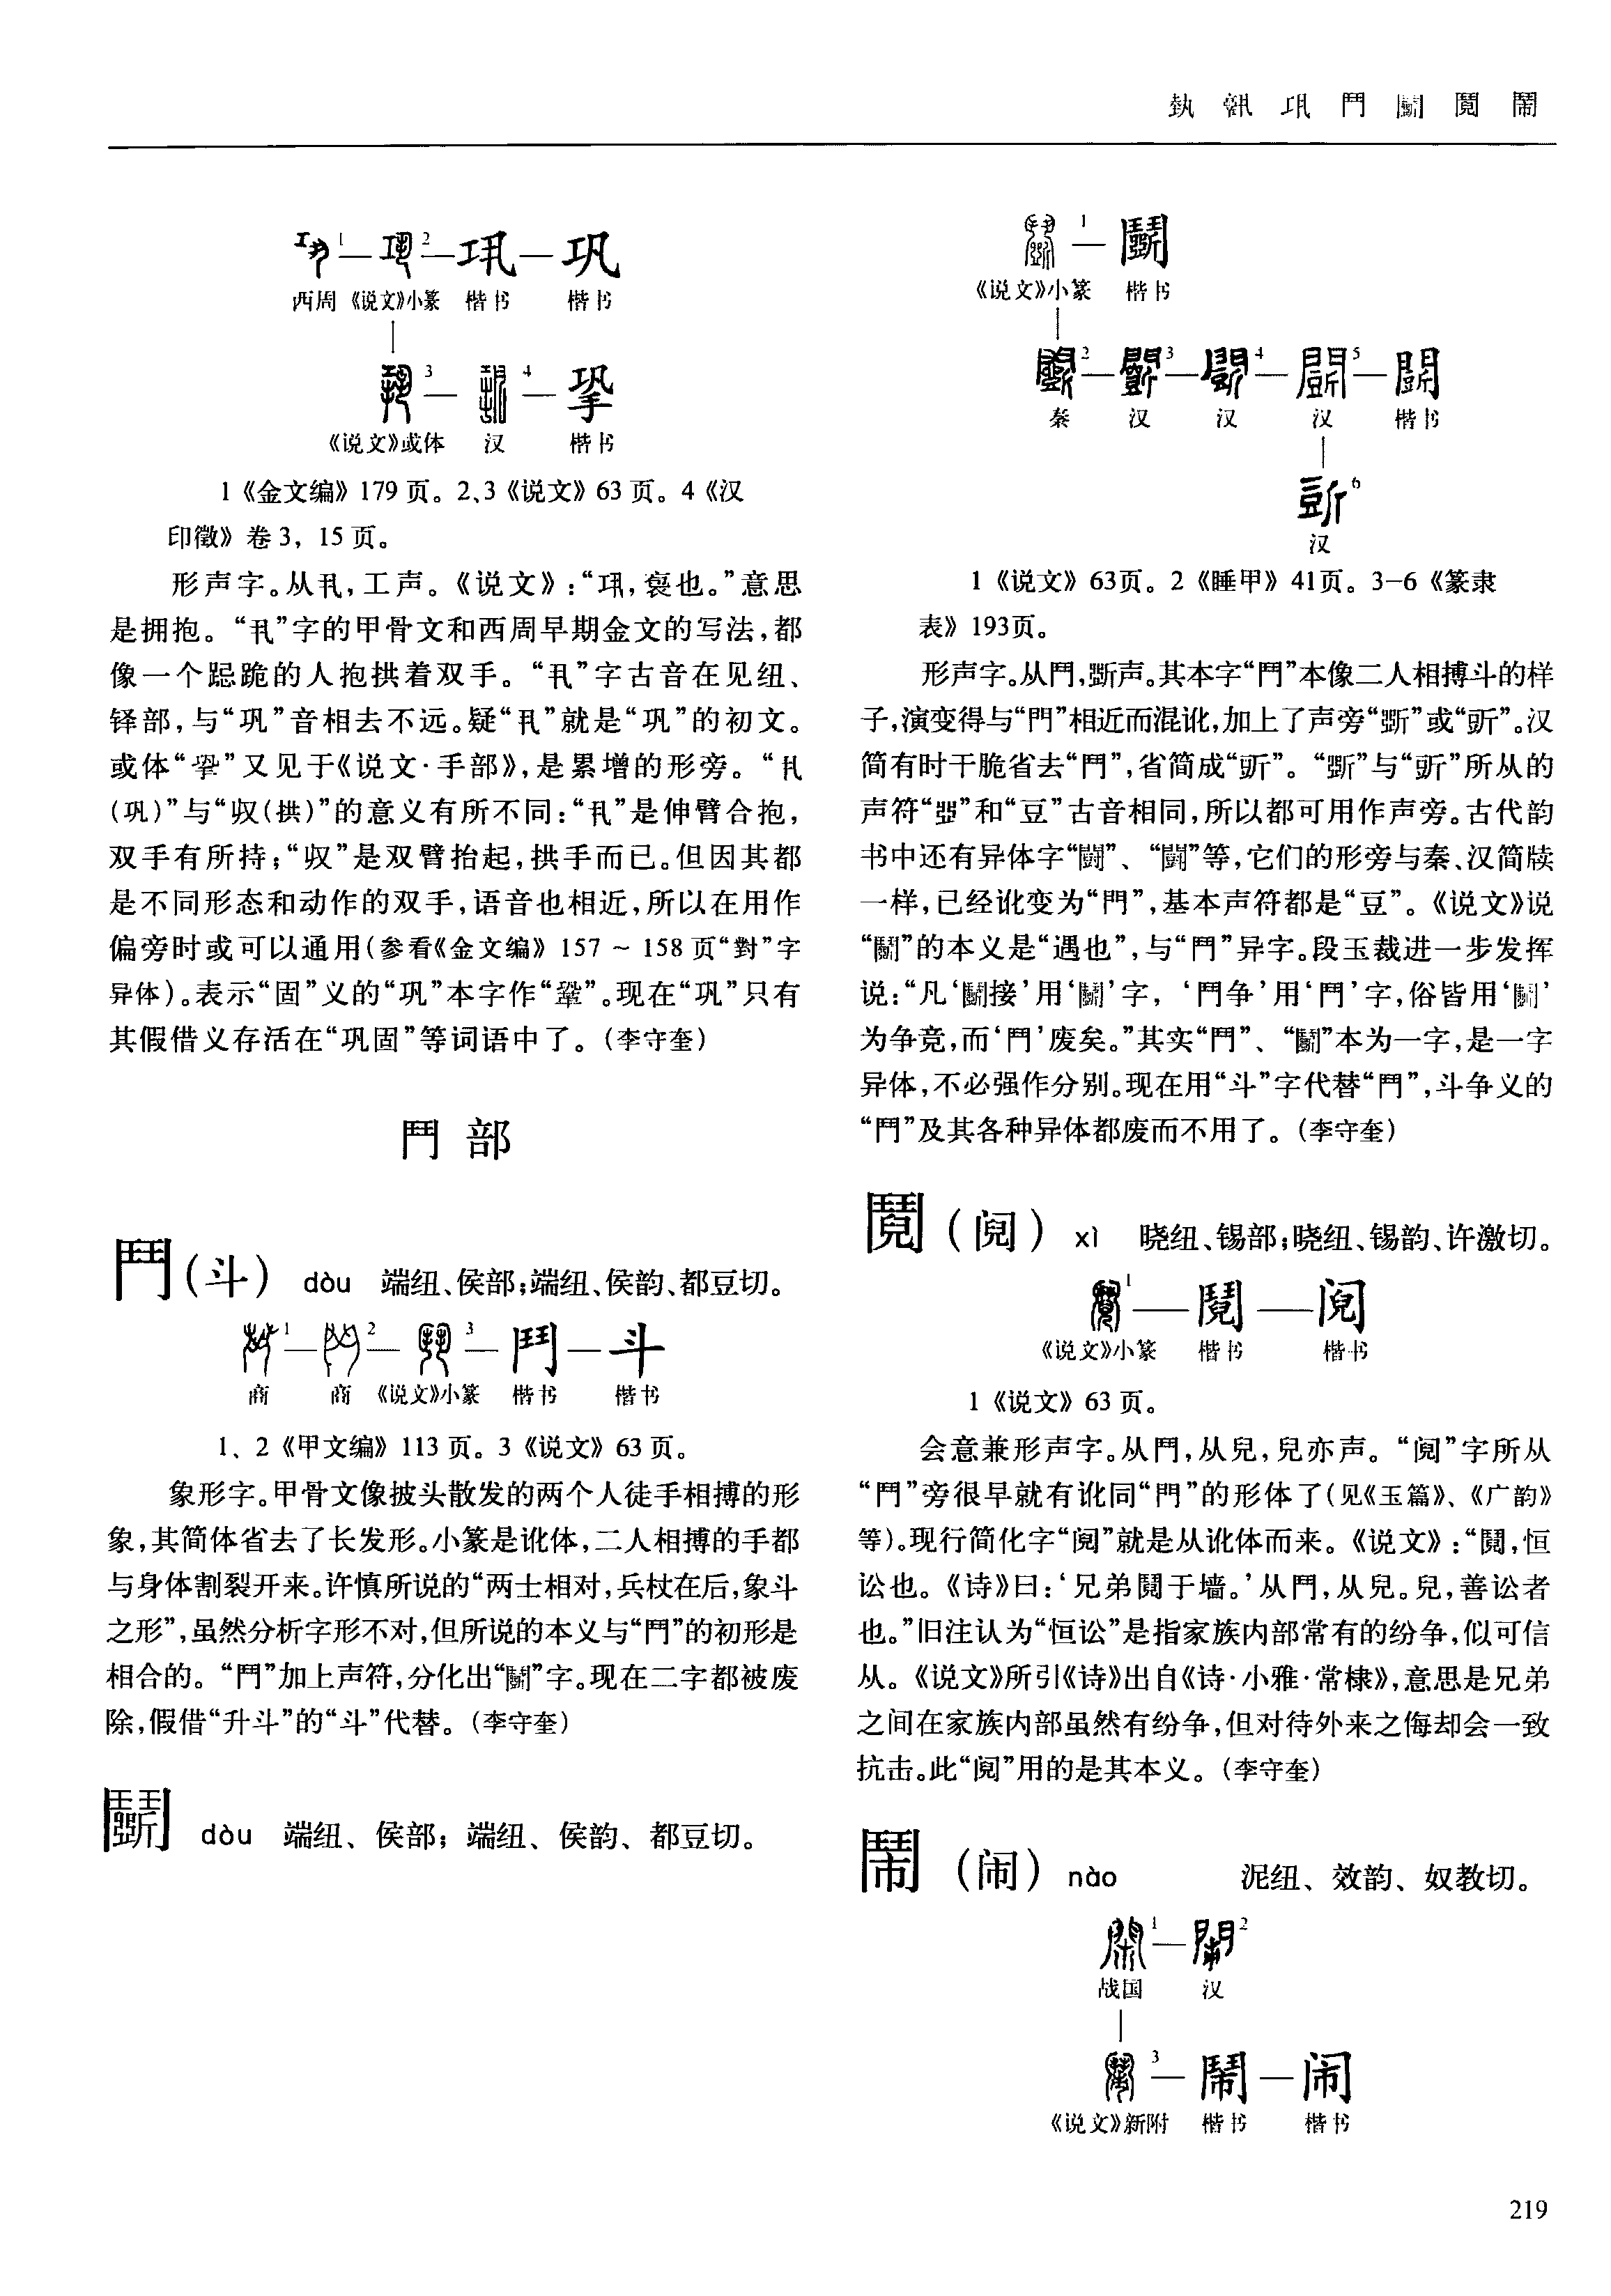 鬥 鬭 鬩 鬧
西周 《说文》小篆 楷书 楷书
《说文》或体 汉 楷书
1《金文编》179页。2、3《说文》63页。4《汉
印徵》卷3，15页。
形声字。从丮，工声。《说文》：“巩，袌也。”意思
是拥抱。“丮”字的甲骨文和西周早期金文的写法，都
像一个跽跪的人抱拱着双手。“丮”字古音在见纽、
铎部，与“巩”音相去不远。疑“丮”就是“巩”的初文。
或体“㧬”又见于《说文·手部》，是累增的形旁。“丮
(巩)”与“収(拱)”的意义有所不同：“丮”是伸臂合抱，
双手有所持；“収”是双臂抬起，拱手而已。但因其都
是不同形态和动作的双手，语音也相近，所以在用作
偏旁时或可以通用(参看《金文编》157～158页“對”字
异体)。表示“固”义的“巩”本字作“鞏”。现在“巩”只有
其假借义存活在“巩固”等词语中了。(李守奎)
鬥 部
鬥(斗) dòu 端纽、侯部；端纽、侯韵、都豆切。
1—2—3—鬥—斗
商 商 《说文》小篆 楷书 楷书
1、2《甲文编》113页。3《说文》63页。
象形字。甲骨文像披头散发的两个人徒手相搏的形
象，其简体省去了长发形。小篆是讹体，二人相搏的手都
与身体割裂开来。许慎所说的“两士相对，兵杖在后，象斗
之形”，虽然分析字形不对，但所说的本义与“鬥”的初形是
相合的。“鬥”加上声符，分化出“鬭”字。现在二字都被废
除，假借“升斗”的“斗”代替。(李守奎)
鬭 dòu 端纽、侯部；端纽、侯韵、都豆切。
1—鬭
《说文》小篆 楷书
秦 汉 汉 汉 楷书
汉
1《说文》63页。2《睡甲》41页。3-6《篆隶
表》193页。
形声字。从鬥，斲声。其本字“鬥”本像二人相搏斗的样
子，演变得与“門”相近而混讹，加上了声旁“斲”或“㪷”。汉
简有时干脆省去“鬥”，省简成“㪷”。“斲”与“㪷”所从的
声符“㖣”和“豆”古音相同，所以都可用作声旁。古代韵
书中还有异体字“闘”、“鬪”等，它们的形旁与秦、汉简牍
一样，已经讹变为“門”，基本声符都是“豆”。《说文》说
“鬭”的本义是“遇也”，与“鬥”异字。段玉裁进一步发挥
说：“凡‘鬭接’用‘鬭’字，‘鬥争’用‘鬥’字，俗皆用‘鬭’
为争竞，而‘鬥’废矣。”其实“鬥”、“鬭”本为一字，是一字
异体，不必强作分别。现在用“斗”字代替“鬥”，斗争义的
“鬥”及其各种异体都废而不用了。(李守奎)
鬩(阋) xì 晓纽、锡部；晓纽、锡韵、许激切。
1—鬩—阋
《说文》小篆 楷书 楷书
1《说文》63页。
会意兼形声字。从鬥，从兒，兒亦声。“阋”字所从
“鬥”旁很早就有讹同“門”的形体了(见《玉篇》、《广韵》
等)。现行简化字“阋”就是从讹体而来。《说文》：“鬩，恒
讼也。《诗》曰：‘兄弟鬩于墙。’从鬥，从兒。兒，善讼者
也。”旧注认为“恒讼”是指家族内部常有的纷争，似可信
从。《说文》所引《诗》出自《诗·小雅·常棣》，意思是兄弟
之间在家族内部虽然有纷争，但对待外来之侮却会一致
抗击。此“阋”用的是其本义。(李守奎)
鬧(闹) nào 泥纽、效韵、奴教切。
1—2
战国 汉
3—鬧—闹
《说文》新附 楷书 楷书
219